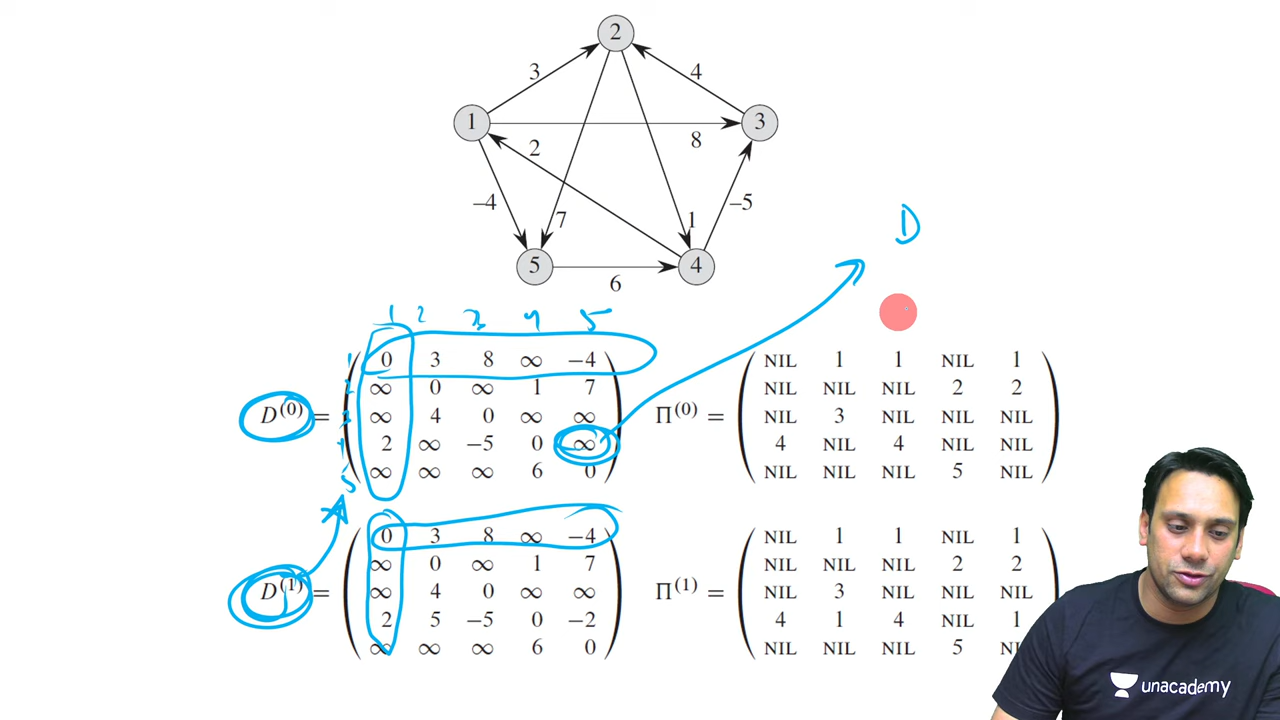 2
3
4
1
3
8
2
-4
-5
7
1
D
5
4
6
1 2 3 4 5
1 0 3 8 ∞ -4
NIL 1 1 NIL 1
2 ∞ 0 ∞ 1 7
NIL NIL NIL 2 2
D(0) = ∞ 4 0 ∞ ∞
Π(0) = NIL 3 NIL NIL NIL
4 2 ∞ -5 0 ∞
4 NIL 4 NIL NIL
5 ∞ ∞ ∞ 6 0
NIL NIL NIL 5 NIL
0 3 8 ∞ -4
NIL 1 1 NIL 1
∞ 0 ∞ 1 7
NIL NIL NIL 2 2
D(1) = ∞ 4 0 ∞ ∞
Π(1) = NIL 3 NIL NIL NIL
2 5 -5 0 -2
4 1 4 NIL 1
∞ ∞ ∞ 6 0
NIL NIL NIL 5
unacademy